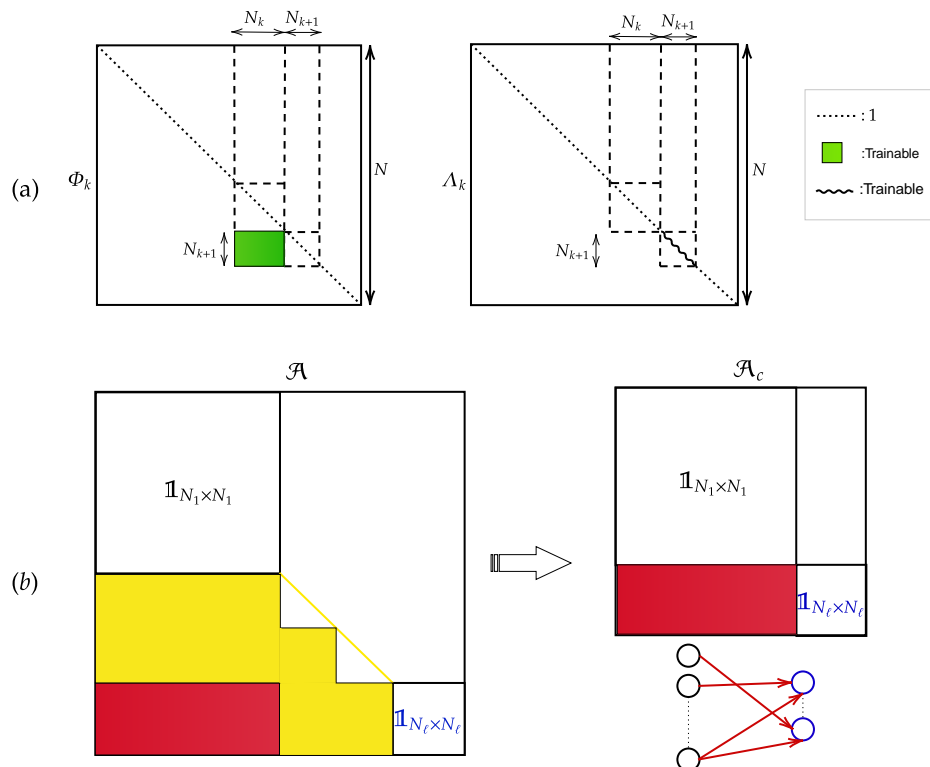 N_k N_{k+1}
N_k N_{k+1}
(a)
Φ_k
N_{k+1}
N
Λ_k
N_{k+1}
N
: 1
:Trainable
:Trainable
𝒜
𝒜_c
(b)
𝟙_{N_1×N_1}
𝟙_{N_ℓ×N_ℓ}
𝟙_{N_1×N_1}
𝟙_{N_ℓ×N_ℓ}